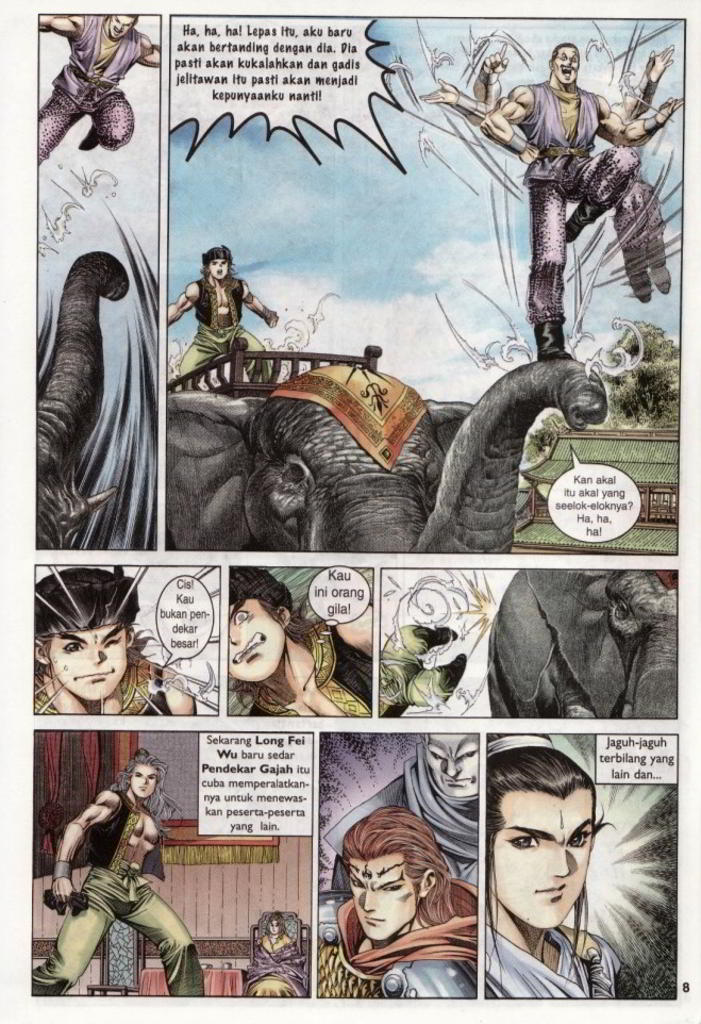 Ha, ha, ha! Lepas itu, aku baru
akan bertanding dengan dia. Dia
pasti akan kukalahkan dan gadis
jelitawan itu pasti akan menjadi
kepunyaanku nanti!
Kan akal
itu akal yang
seelok-eloknya?
Ha, ha,
ha!
Cis!
Kau
bukan pen-
dekar
besar!
Kau
ini orang
gila!
Sekarang Long Fei
Wu baru sedar
Pendekar Gajah itu
cuba memperalatkan-
nya untuk menewas-
kan peserta-peserta
yang lain.
Jaguh-jaguh
terbilang yang
lain dan...
8